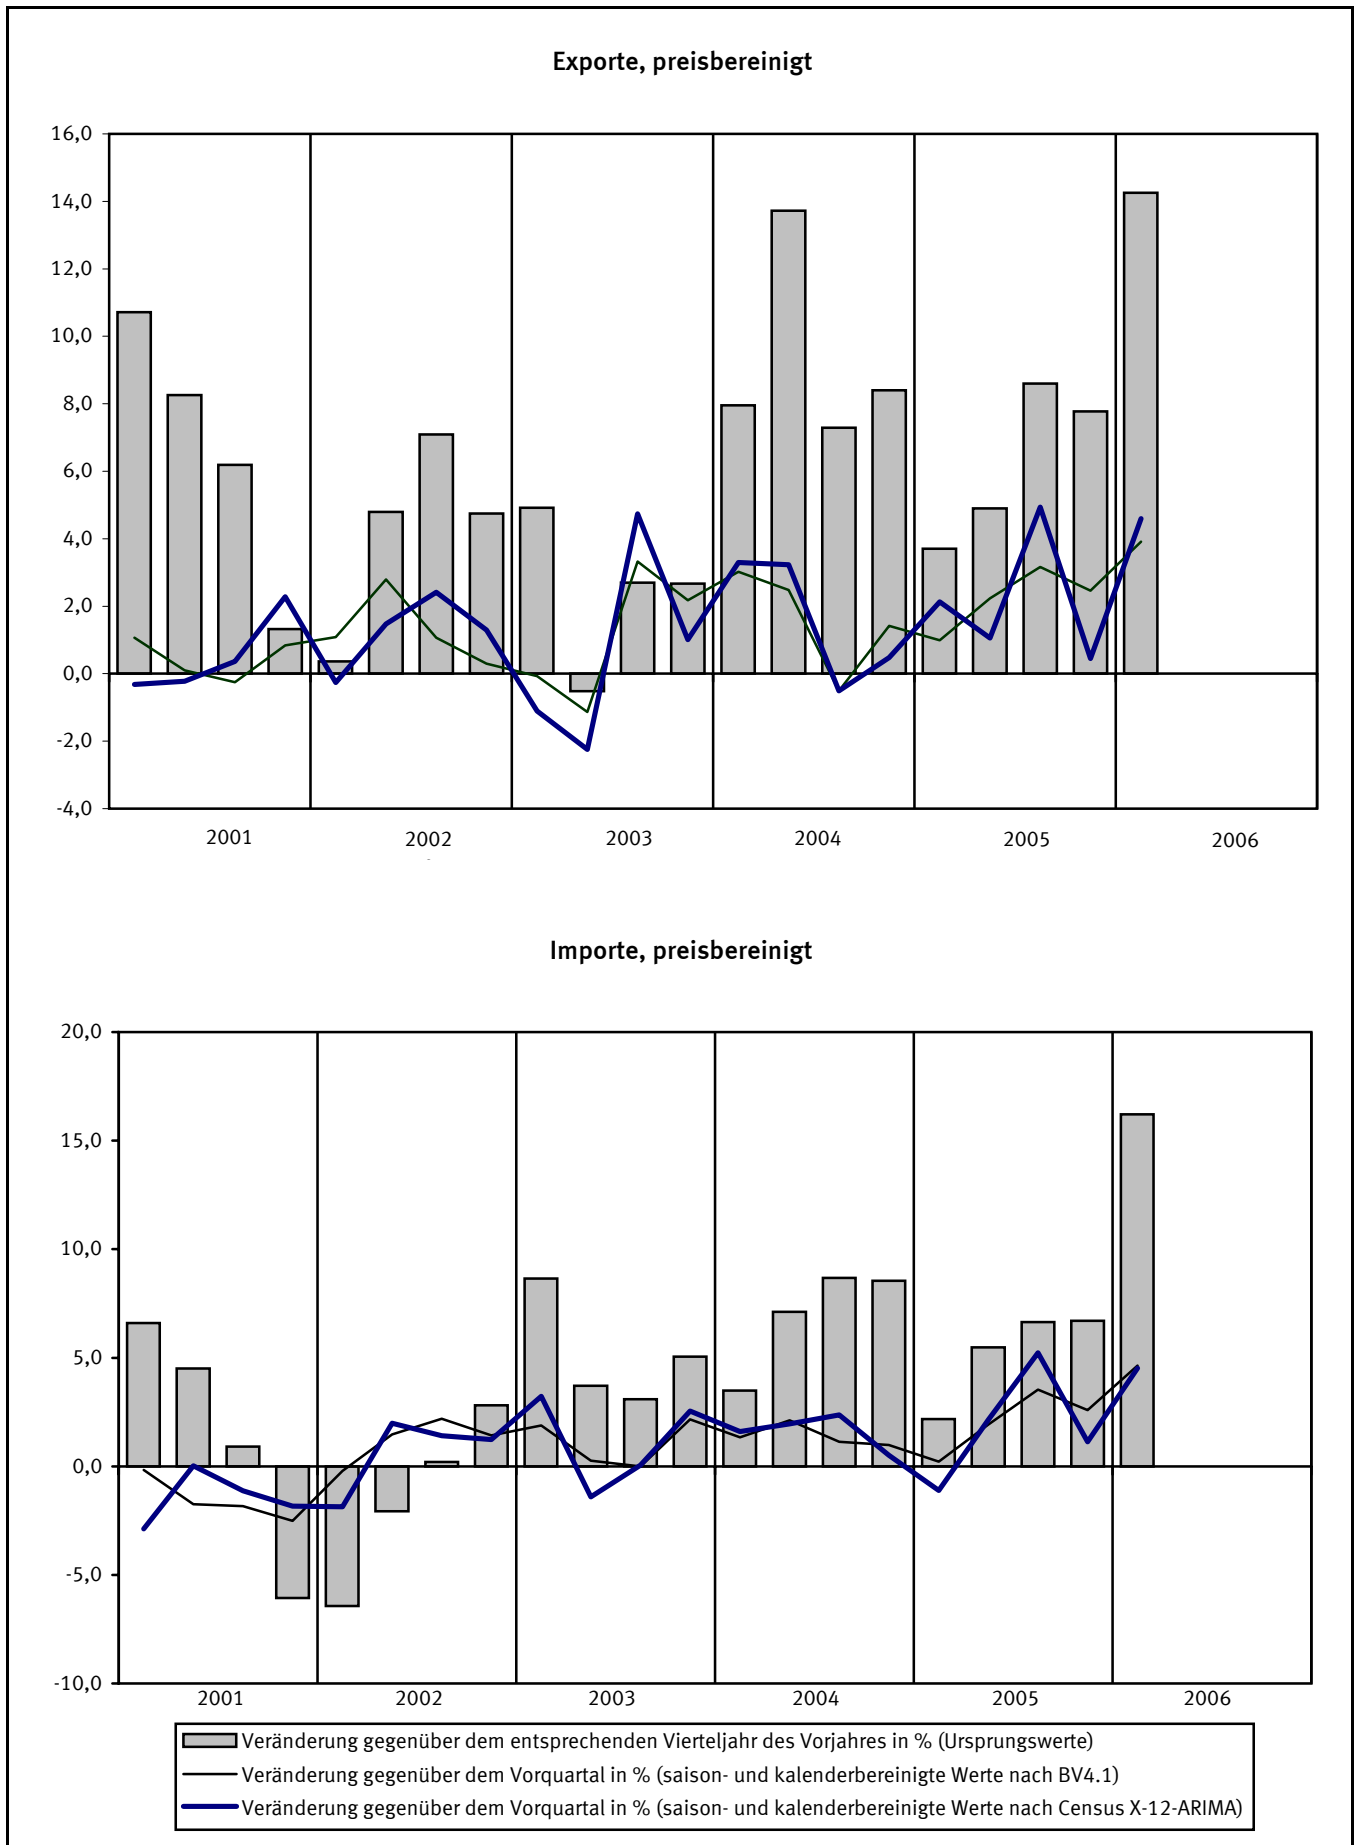 Exporte, preisbereinigt
16,0
14,0
12,0
10,0
8,0
6,0
4,0
2,0
0,0
-2,0
-4,0
2001 2002 2003 2004 2005 2006
Importe, preisbereinigt
20,0
15,0
10,0
5,0
0,0
-5,0
-10,0
2001 2002 2003 2004 2005 2006
Veränderung gegenüber dem entsprechenden Vierteljahr des Vorjahres in % (Ursprungswerte)
Veränderung gegenüber dem Vorquartal in % (saison- und kalenderbereinigte Werte nach BV4.1)
Veränderung gegenüber dem Vorquartal in % (saison- und kalenderbereinigte Werte nach Census X-12-ARIMA)